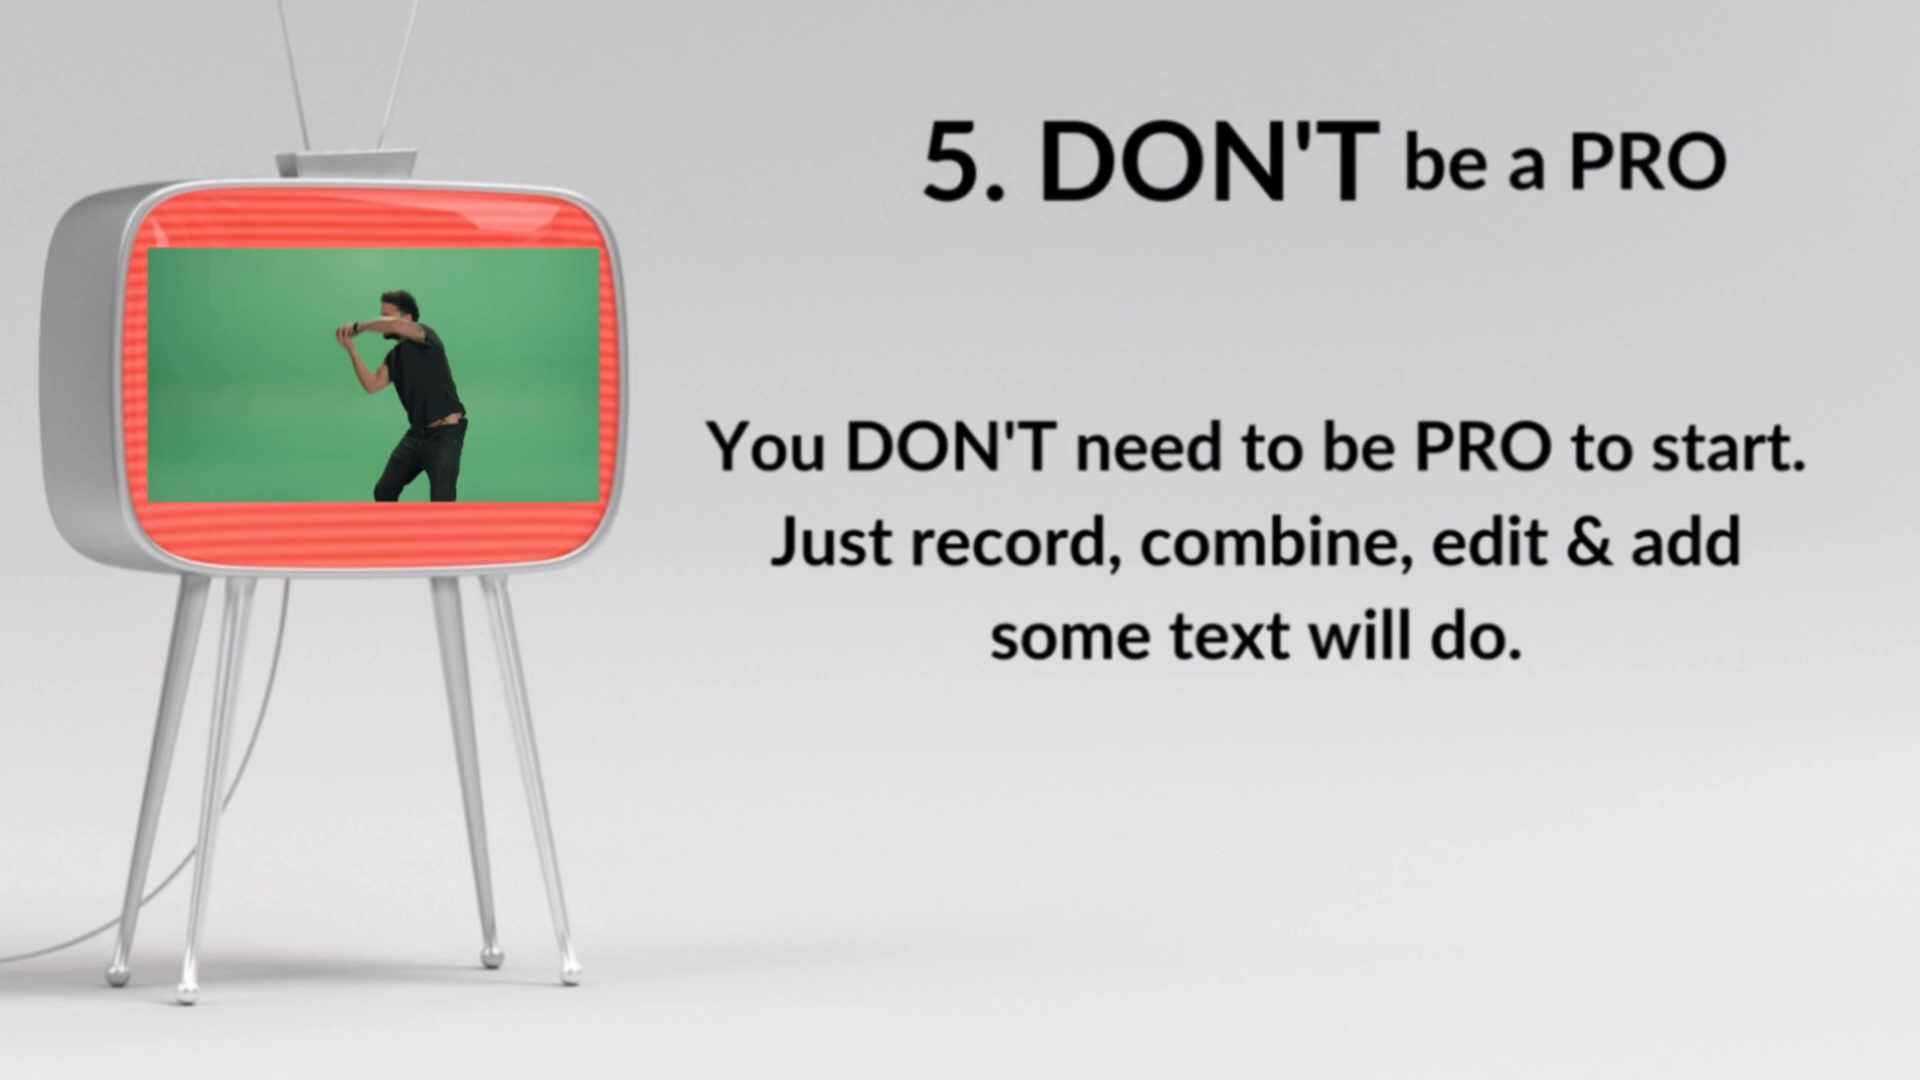 5. DON'T be a PRO
You DON'T need to be PRO to start.
Just record, combine, edit & add
some text will do.